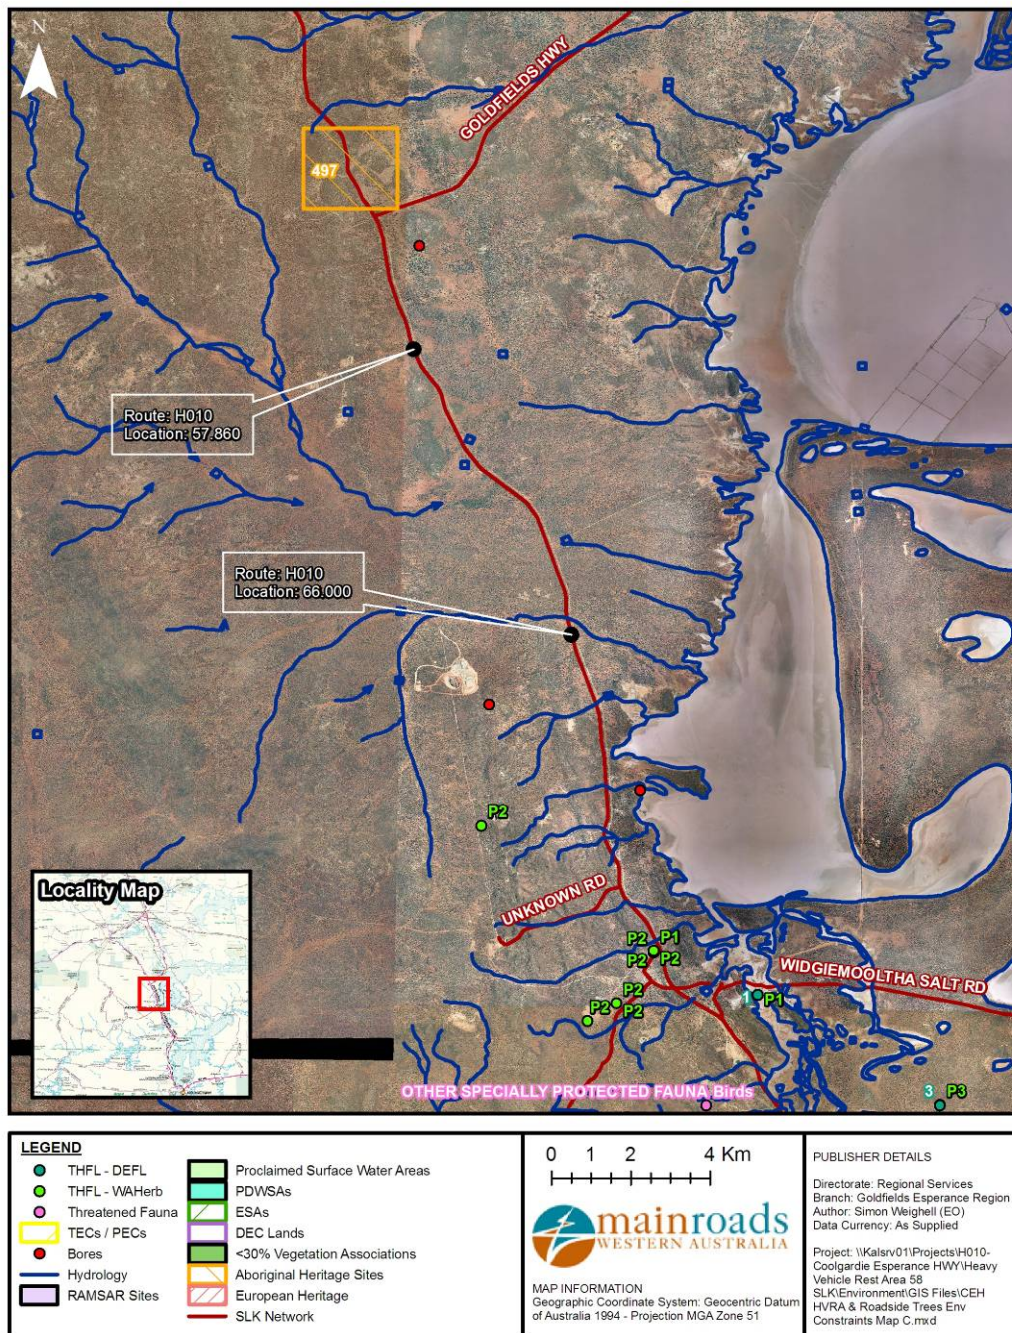 N
GOLDFIELDS HWY
497
Route: H010
Location: 57.860
Route: H010
Location: 66.000
P2
UNKNOWN RD
P2 P1
P2 P2
WIDGIEMOOLTHA SALT RD
1 P1
P2
P2 P2
OTHER SPECIALLY PROTECTED FAUNA Birds
3 P3
Locality Map
LEGEND
THFL - DEFL
THFL - WAHerb
Threatened Fauna
TECs / PECs
Bores
Hydrology
RAMSAR Sites
Proclaimed Surface Water Areas
PDWSAs
ESAs
DEC Lands
<30% Vegetation Associations
Aboriginal Heritage Sites
European Heritage
SLK Network
0 1 2 4 Km
mainroads
WESTERN AUSTRALIA
MAP INFORMATION
Geographic Coordinate System: Geocentric Datum
of Australia 1994 - Projection MGA Zone 51
PUBLISHER DETAILS
Directorate: Regional Services
Branch: Goldfields Esperance Region
Author: Simon Weighell (EO)
Data Currency: As Supplied
Project: \\Kalsrv01\Projects\H010-
Coolgardie Esperance HWY\Heavy
Vehicle Rest Area 58
SLK\Environment\GIS Files\CEH
HVRA & Roadside Trees Env
Constraints Map C.mxd